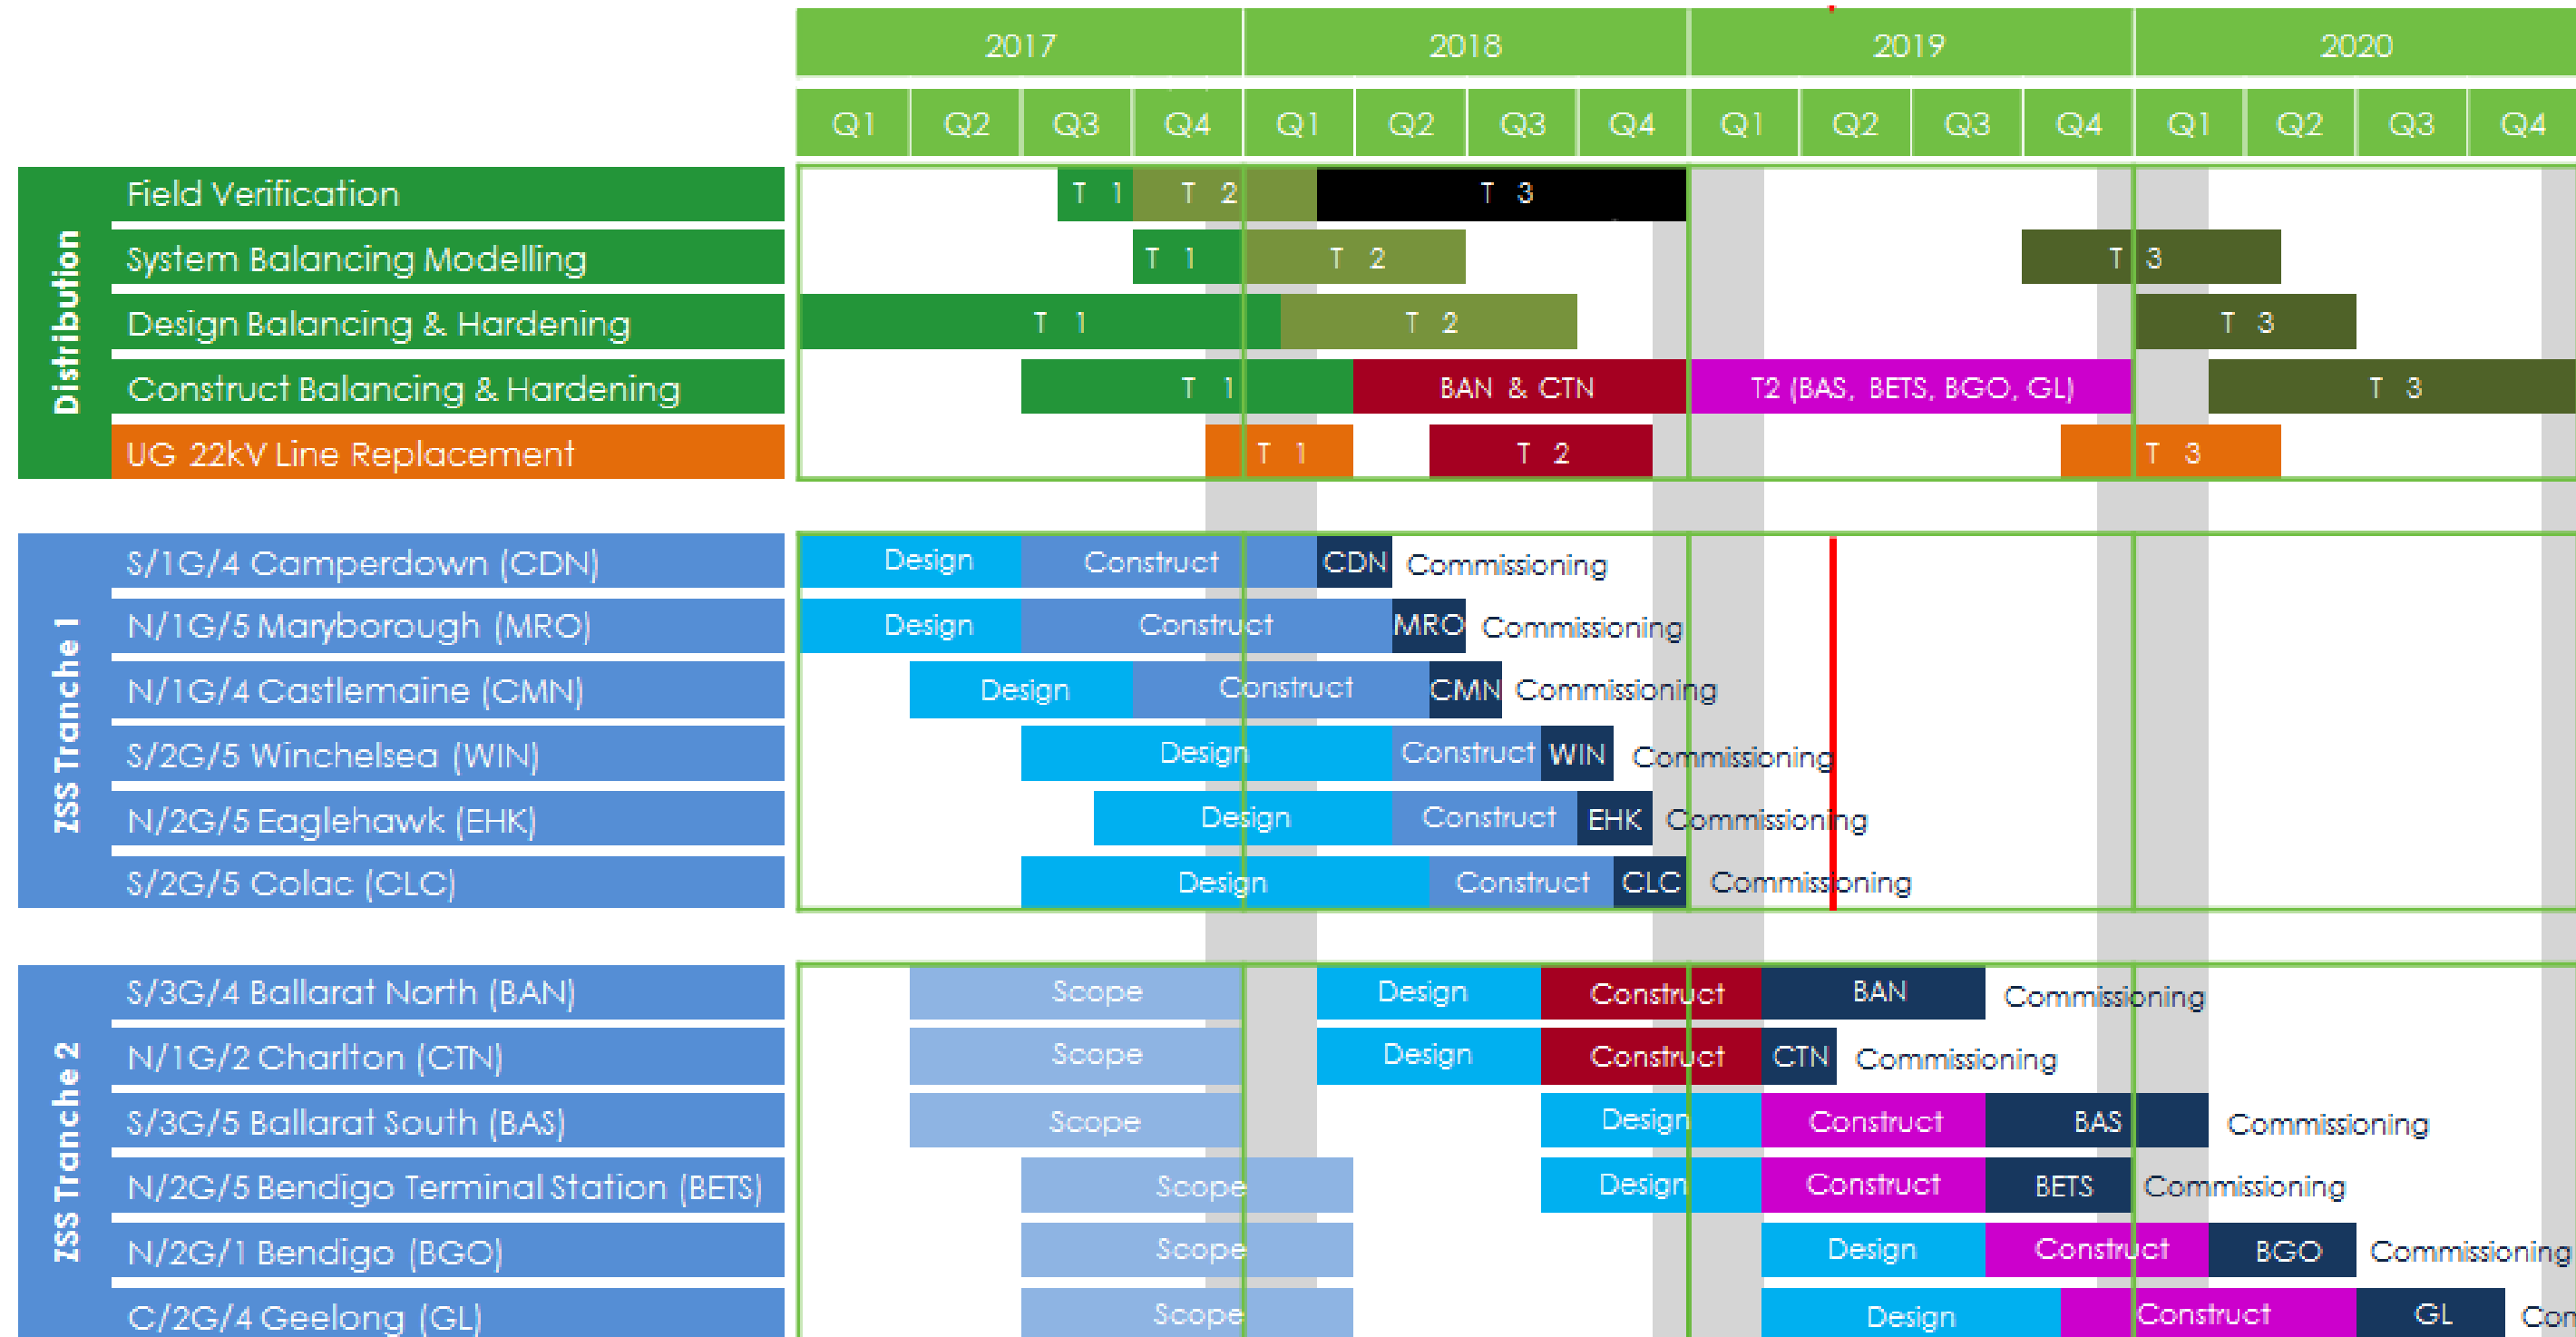 2017 2018 2019 2020
Q1 Q2 Q3 Q4 Q1 Q2 Q3 Q4 Q1 Q2 Q3 Q4 Q1 Q2 Q3 Q4
Distribution
Field Verification T 1 T 2 T 3
System Balancing Modelling T 1 T 2 T 3
Design Balancing & Hardening T 1 T 2 T 3
Construct Balancing & Hardening T 1 BAN & CTN T2 (BAS, BETS, BGO, GL) T 3
UG 22kV Line Replacement T 1 T 2 T 3
ZSS Tranche 1
S/1G/4 Camperdown (CDN) Design Construct CDN Commissioning
N/1G/5 Maryborough (MRO) Design Construct MRO Commissioning
N/1G/4 Castlemaine (CMN) Design Construct CMN Commissioning
S/2G/5 Winchelsea (WIN) Design Construct WIN Commissioning
N/2G/5 Eaglehawk (EHK) Design Construct EHK Commissioning
S/2G/5 Colac (CLC) Design Construct CLC Commissioning
ZSS Tranche 2
S/3G/4 Ballarat North (BAN) Scope Design Construct BAN Commissioning
N/1G/2 Charlton (CTN) Scope Design Construct CTN Commissioning
S/3G/5 Ballarat South (BAS) Scope Design Construct BAS Commissioning
N/2G/5 Bendigo Terminal Station (BETS) Scope Design Construct BETS Commissioning
N/2G/1 Bendigo (BGO) Scope Design Construct BGO Commissioning
C/2G/4 Geelong (GL) Scope Design Construct GL